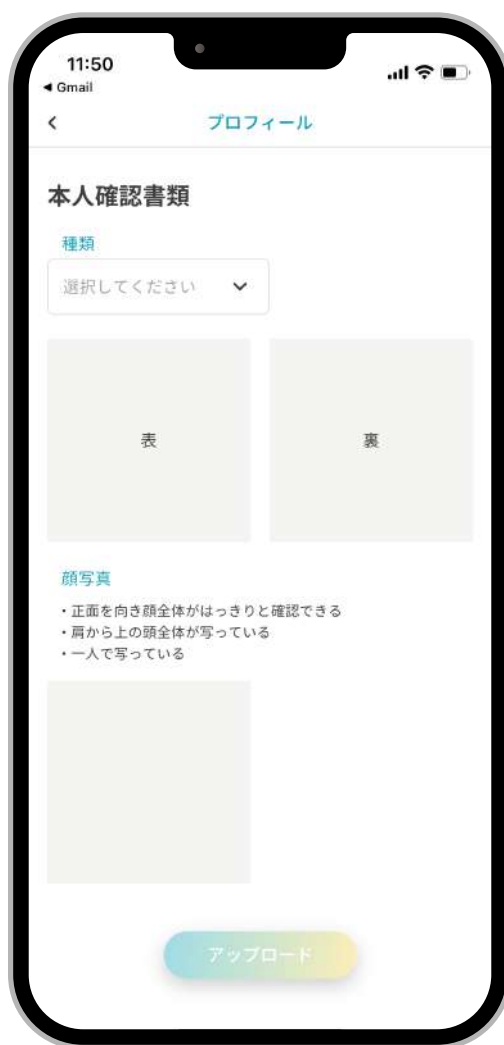 11:50
◀ Gmail
プロフィール
本人確認書類
種類
選択してください
表
裏
顔写真
・正面を向き顔全体がはっきりと確認できる
・肩から上の頭全体が写っている
・一人で写っている
アップロード